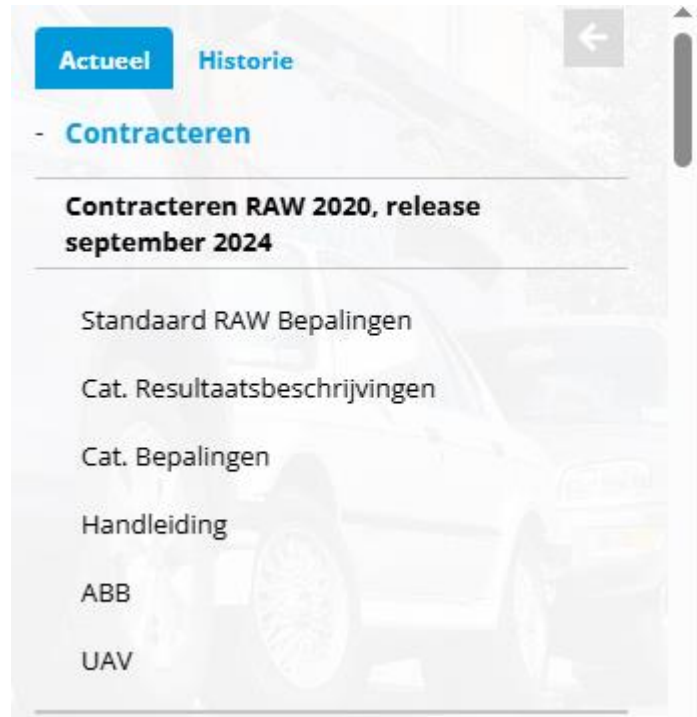 Actueel Historie
- Contracteren
Contracteren RAW 2020, release
september 2024
Standaard RAW Bepalingen
Cat. Resultaatsbeschrijvingen
Cat. Bepalingen
Handleiding
ABB
UAV